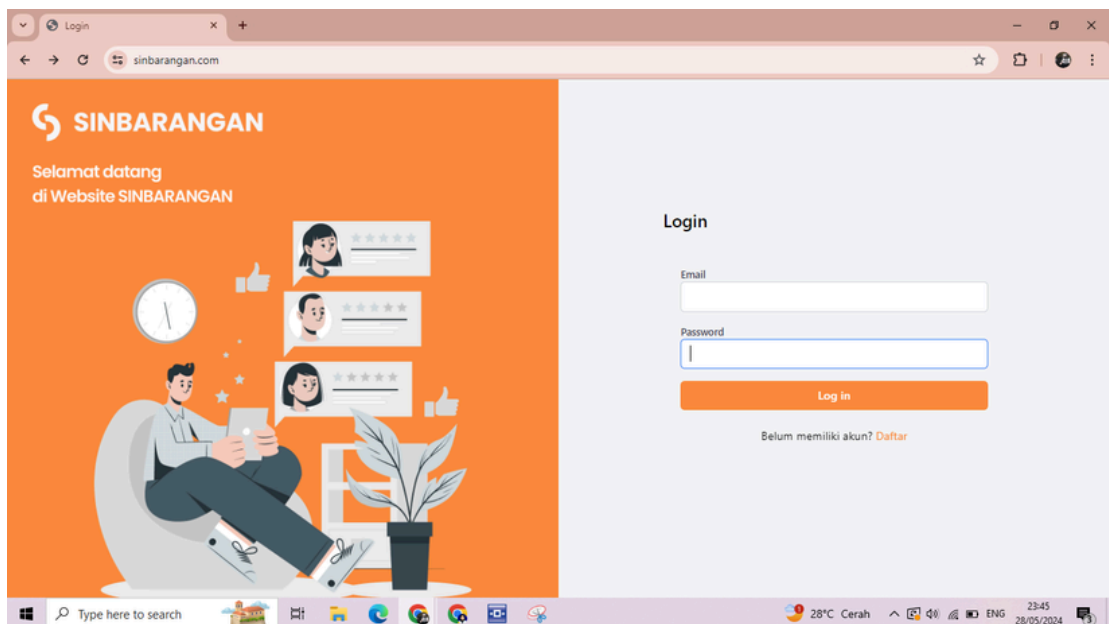 Login
sinbarangan.com
SINBARANGAN
Selamat datang
di Website SINBARANGAN
Login
Email
Password
Log in
Belum memiliki akun? Daftar
Type here to search
28°C Cerah
ENG
23:45
28/05/2024
3